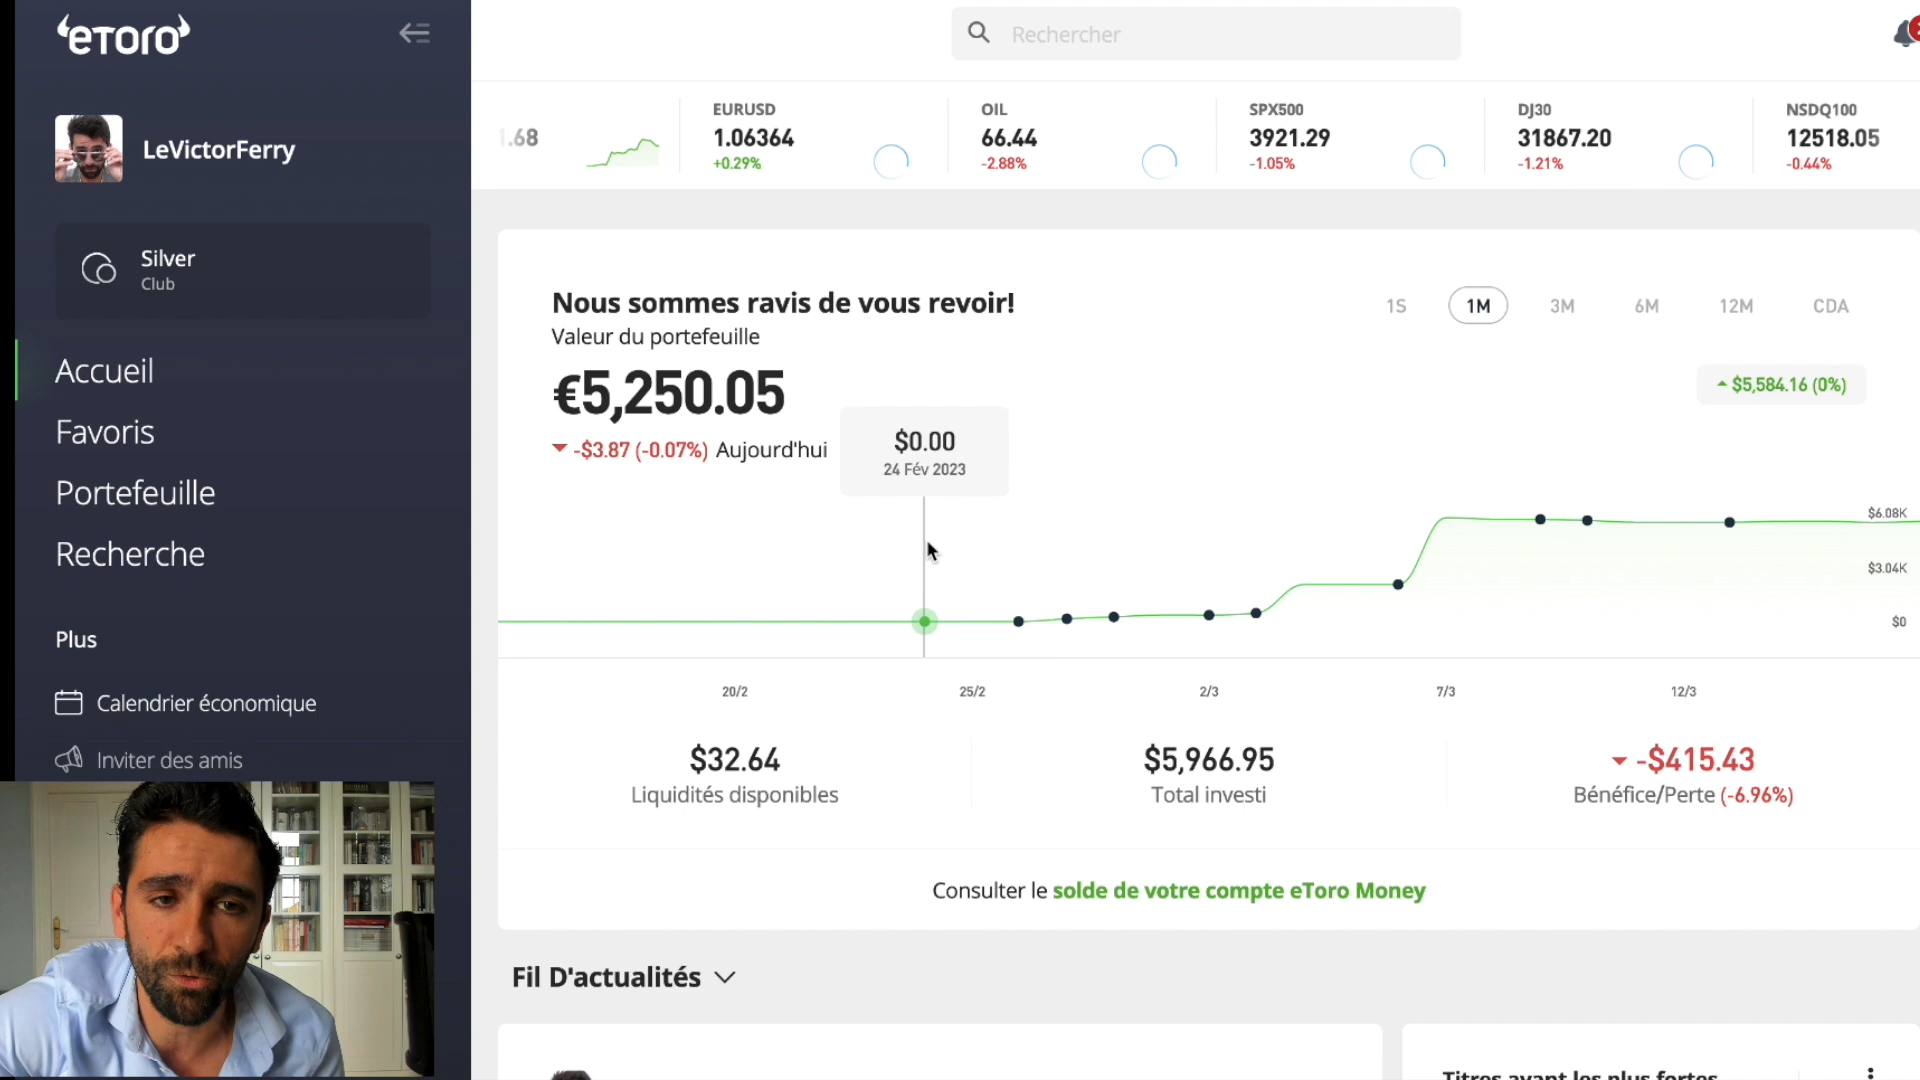 eToro
Rechercher
LeVictorFerry
Silver
Club
Accueil
Favoris
Portefeuille
Recherche
Plus
Calendrier économique
Inviter des amis
1.68
EURUSD
1.06364
+0.29%
OIL
66.44
-2.88%
SPX500
3921.29
-1.05%
DJ30
31867.20
-1.21%
NSDQ100
12518.05
-0.44%
Nous sommes ravis de vous revoir!
Valeur du portefeuille
€5,250.05
-$3.87 (-0.07%) Aujourd'hui
1S 1M 3M 6M 12M CDA
$5,584.16 (0%)
$0.00
24 Fév 2023
$6.08K
$3.04K
$0
20/2 25/2 2/3 7/3 12/3
$32.64
Liquidités disponibles
$5,966.95
Total investi
-$415.43
Bénéfice/Perte (-6.96%)
Consulter le solde de votre compte eToro Money
Fil D'actualités
Titres ayant les plus fortes